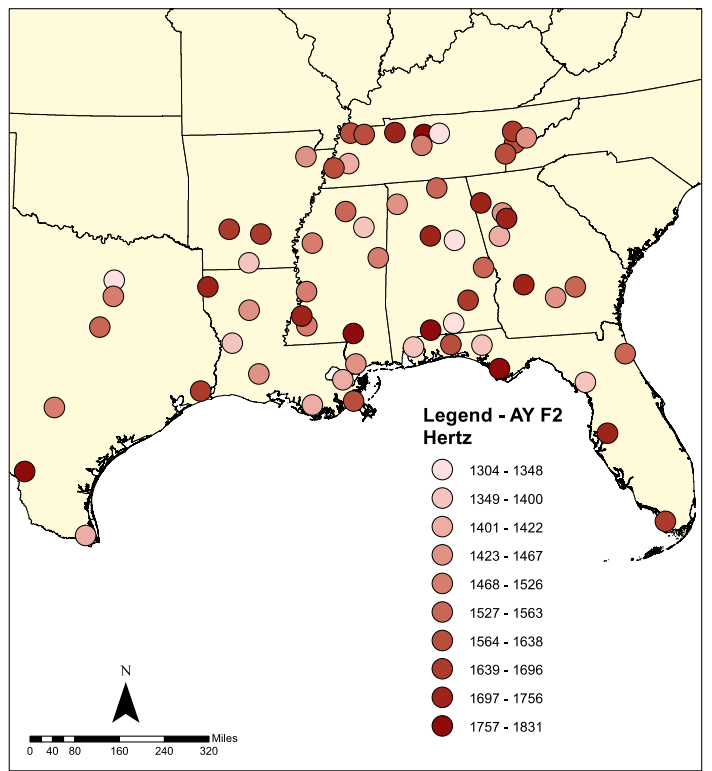 Legend - AY F2
Hertz
1304 - 1348
1349 - 1400
1401 - 1422
1423 - 1467
1468 - 1526
1527 - 1563
1564 - 1638
1639 - 1696
1697 - 1756
1757 - 1831
N
Miles
0 40 80 160 240 320